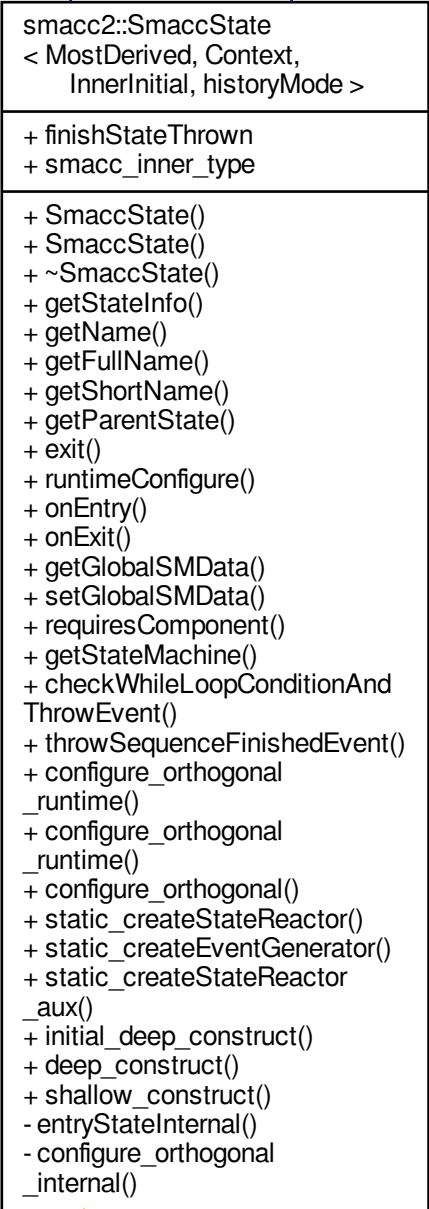 smacc2::SmaccState
< MostDerived, Context,
InnerInitial, historyMode >
+ finishStateThrown
+ smacc_inner_type
+ SmaccState()
+ SmaccState()
+ ~SmaccState()
+ getStateInfo()
+ getName()
+ getFullName()
+ getShortName()
+ getParentState()
+ exit()
+ runtimeConfigure()
+ onEntry()
+ onExit()
+ getGlobalSMData()
+ setGlobalSMData()
+ requiresComponent()
+ getStateMachine()
+ checkWhileLoopConditionAnd
ThrowEvent()
+ throwSequenceFinishedEvent()
+ configure_orthogonal
_runtime()
+ configure_orthogonal
_runtime()
+ configure_orthogonal()
+ static_createStateReactor()
+ static_createEventGenerator()
+ static_createStateReactor
_aux()
+ initial_deep_construct()
+ deep_construct()
+ shallow_construct()
- entryStateInternal()
- configure_orthogonal
_internal()